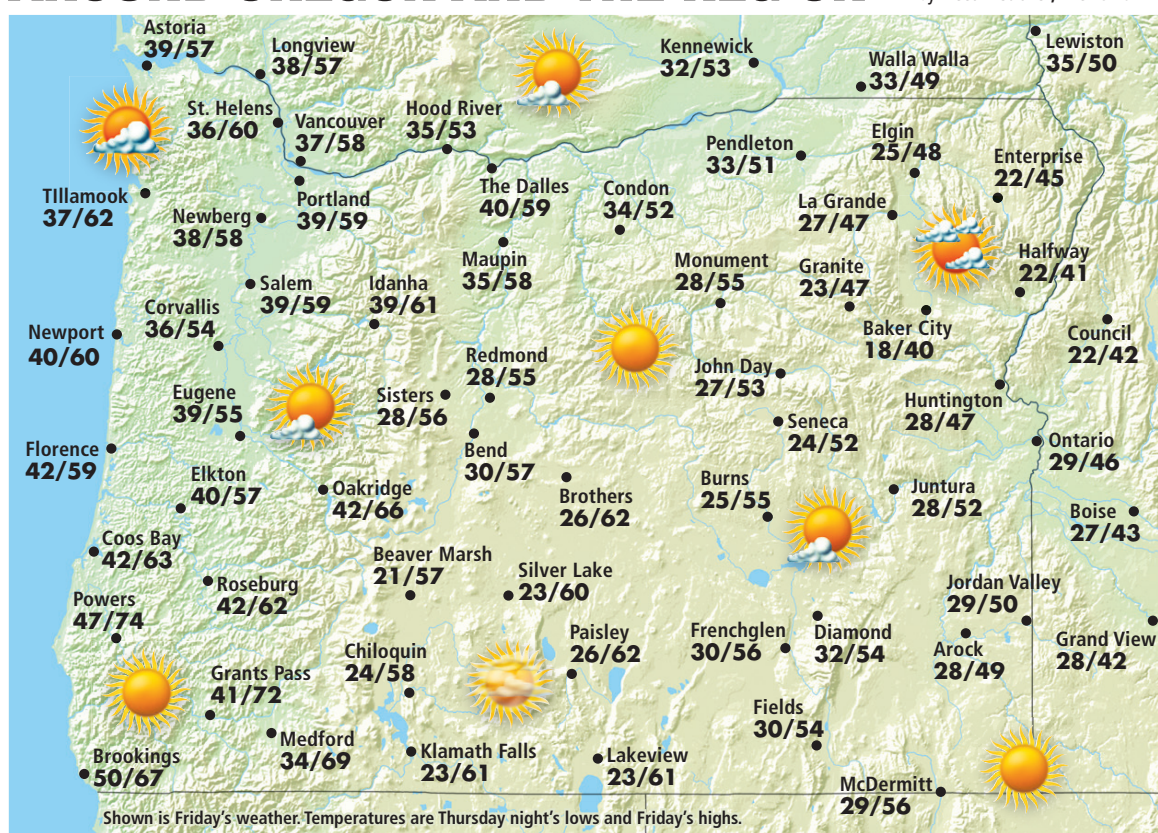 Astoria
39/57
Longview
38/57
Kennewick
32/53
Walla Walla
33/49
Lewiston
35/50
St. Helens
36/60
Vancouver
37/58
Hood River
35/53
Pendleton
33/51
Elgin
25/48
Enterprise
22/45
TIllamook
37/62
Newberg
38/58
Portland
39/59
The Dalles
40/59
Condon
34/52
La Grande
27/47
Maupin
35/58
Monument
28/55
Granite
23/47
Halfway
22/41
Salem
39/59
Idanha
39/61
Corvallis
36/54
Newport
40/60
Baker City
18/40
Council
22/42
Redmond
28/55
John Day
27/53
Eugene
39/55
Sisters
28/56
Huntington
28/47
Seneca
24/52
Florence
42/59
Bend
30/57
Ontario
29/46
Elkton
40/57
Oakridge
42/66
Brothers
26/62
Burns
25/55
Juntura
28/52
Boise
27/43
Coos Bay
42/63
Beaver Marsh
21/57
Silver Lake
23/60
Roseburg
42/62
Jordan Valley
29/50
Powers
47/74
Paisley
26/62
Frenchglen
30/56
Diamond
32/54
Arock
28/49
Grand View
28/42
Chiloquin
24/58
Grants Pass
41/72
Fields
30/54
Medford
34/69
Klamath Falls
23/61
Lakeview
23/61
Brookings
50/67
McDermitt
29/56
Shown is Friday's weather. Temperatures are Thursday night's lows and Friday's highs.